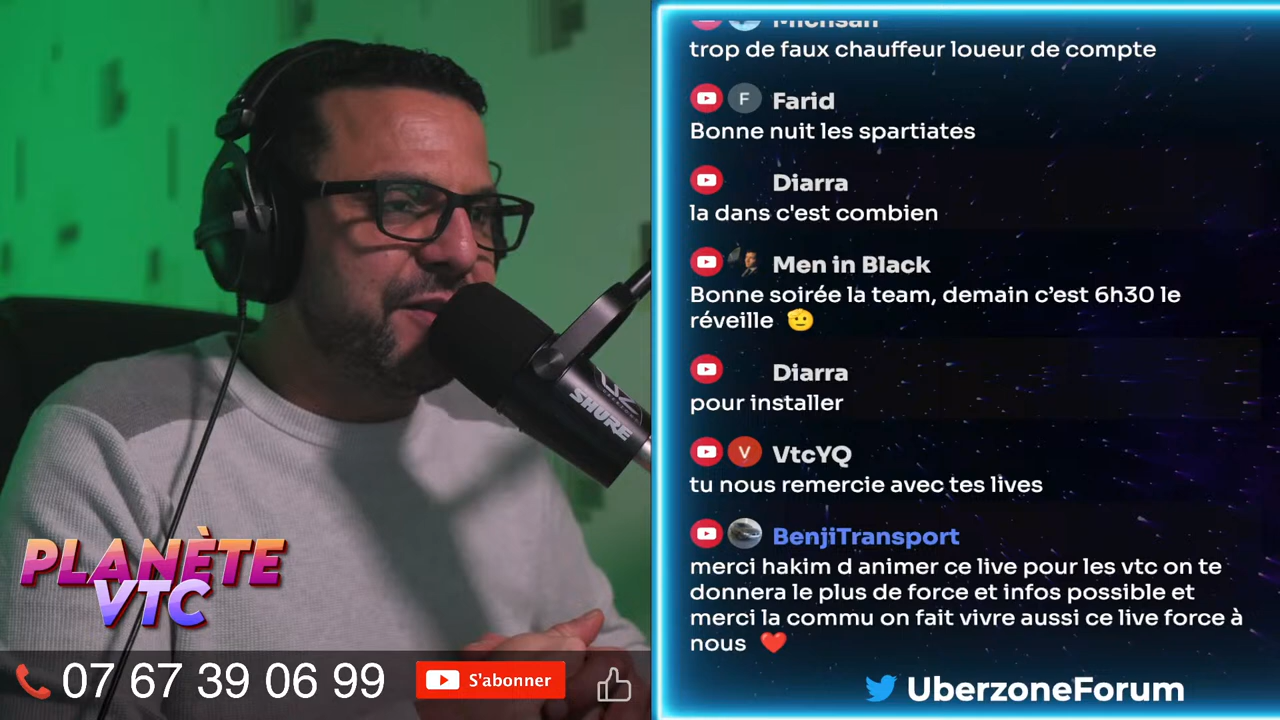 Michsan
trop de faux chauffeur loueur de compte
F Farid
Bonne nuit les spartiates
Diarra
la dans c'est combien
Men in Black
Bonne soirée la team, demain c’est 6h30 le
réveille 🫡
Diarra
pour installer
V VtcYQ
tu nous remercie avec tes lives
BenjiTransport
merci hakim d animer ce live pour les vtc on te
donnera le plus de force et infos possible et
merci la commu on fait vivre aussi ce live force à
nous ❤️
UberzoneForum
SHURE
PLANÈTE
VTC
07 67 39 06 99
S'abonner